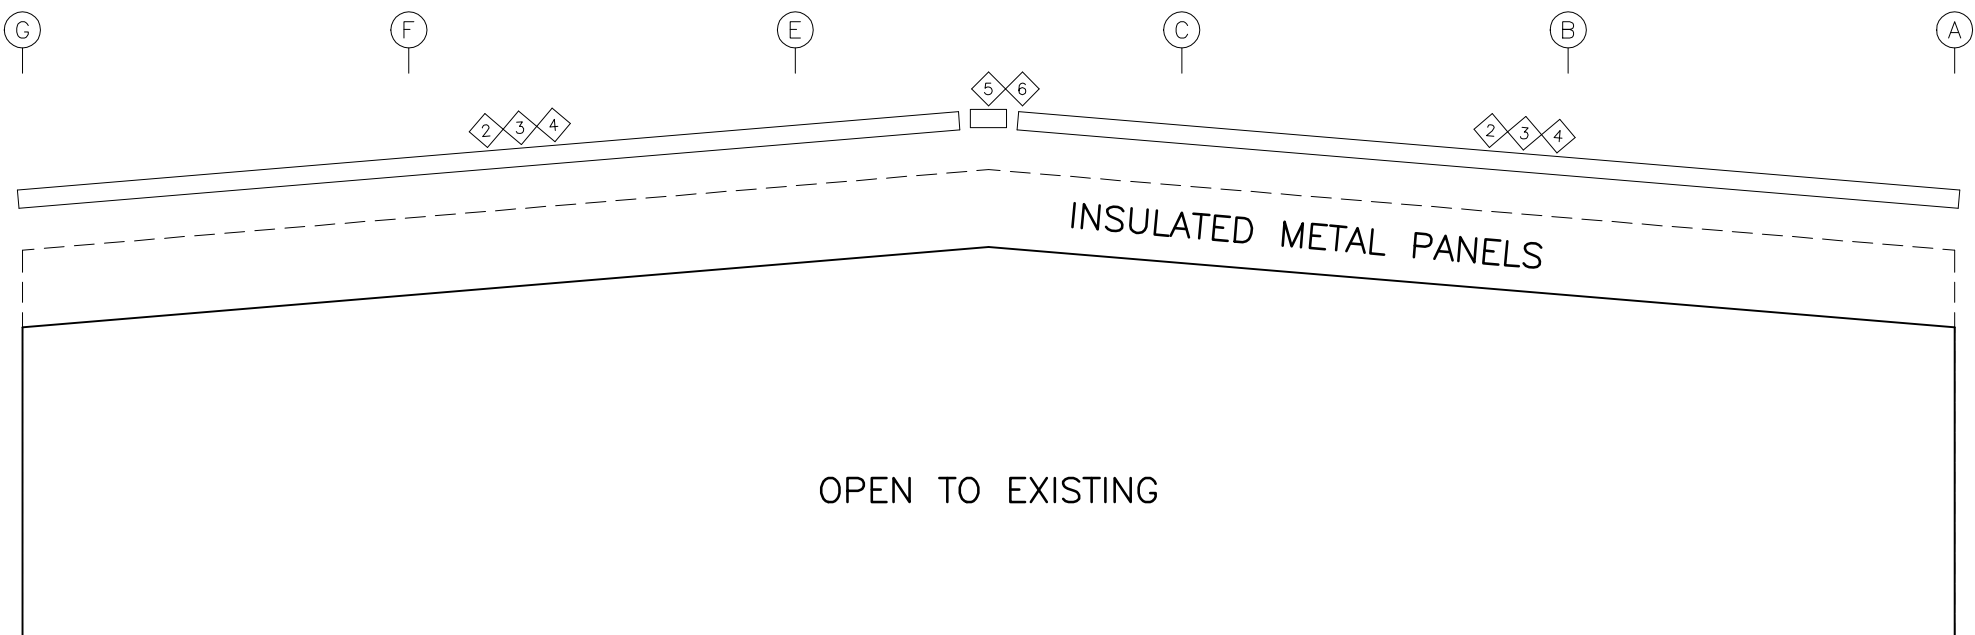 G F E C B A
5 6
2 3 4
2 3 4
INSULATED METAL PANELS
OPEN TO EXISTING